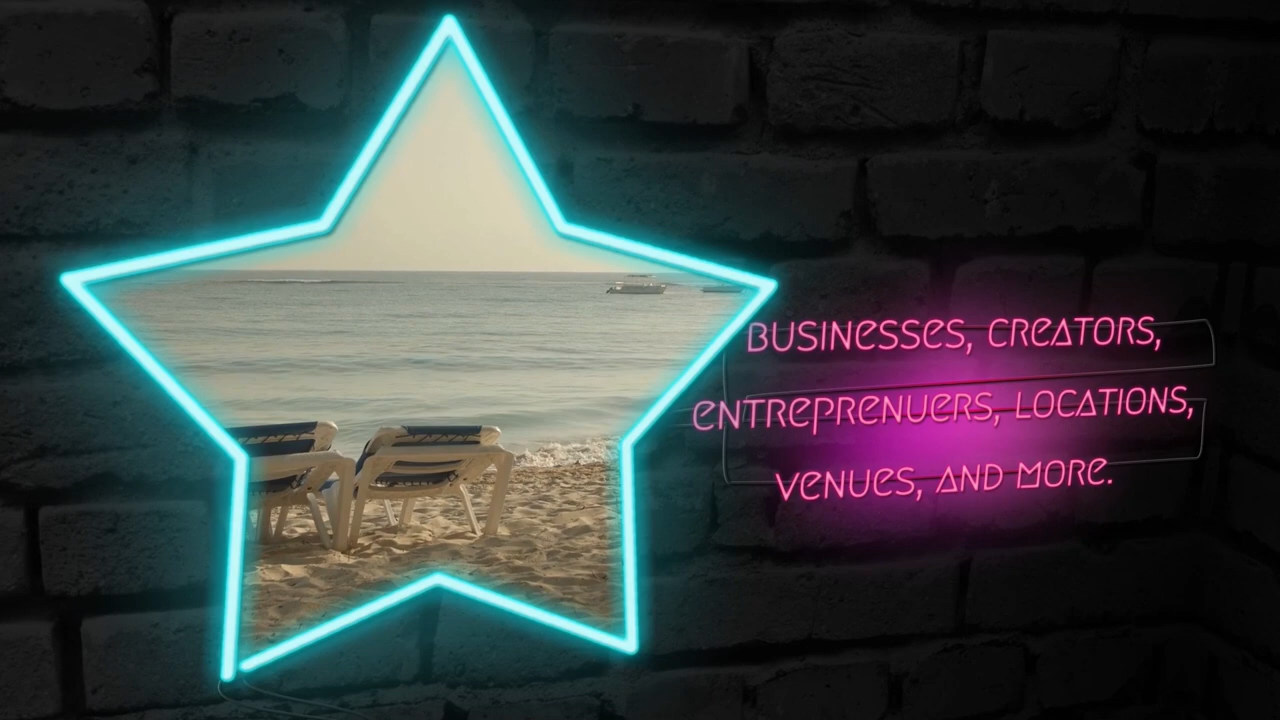 BUSINESSES, CREATORS,
ENTREPRENUERS, LOCATIONS,
VENUES, AND MORE.